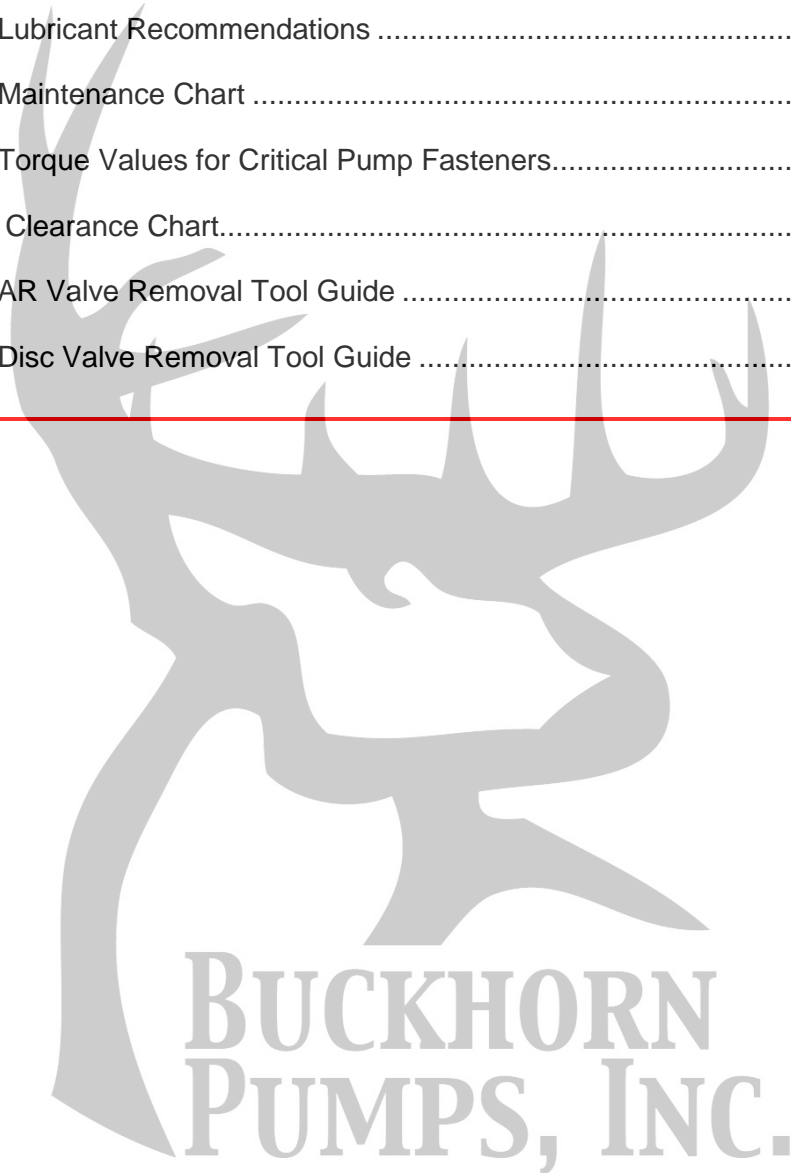 Lubricant Recommendations ..................................................
Maintenance Chart .................................................................
Torque Values for Critical Pump Fasteners.............................
Clearance Chart.....................................................................
AR Valve Removal Tool Guide ...............................................
Disc Valve Removal Tool Guide .............................................
BUCKHORN
PUMPS, INC.